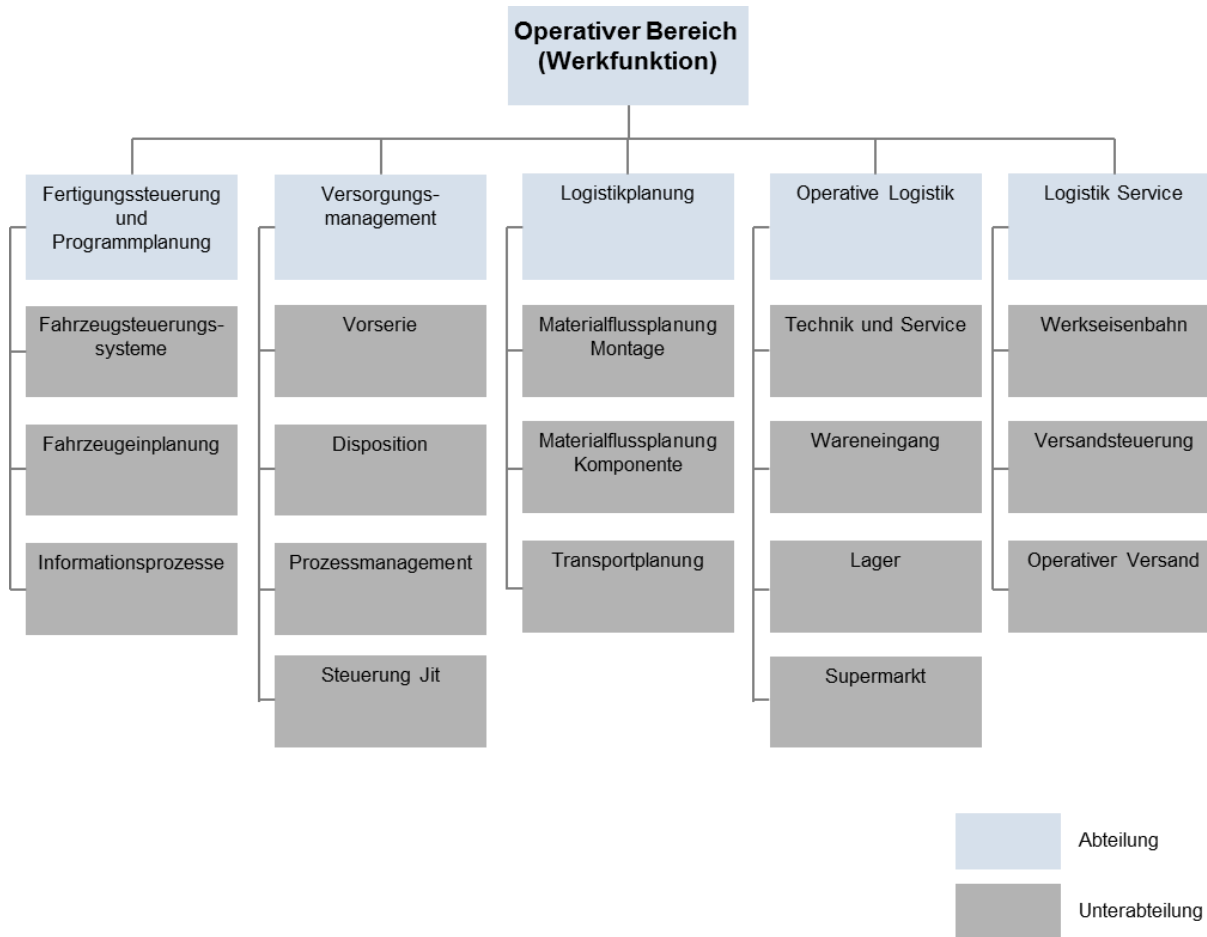 Operativer Bereich
(Werkfunktion)
Fertigungssteuerung
und
Programmplanung
Fahrzeugsteuerungs-
systeme
Fahrzeugeinplanung
Informationsprozesse
Versorgungs-
management
Vorserie
Disposition
Prozessmanagement
Steuerung Jit
Logistikplanung
Materialflussplanung
Montage
Materialflussplanung
Komponente
Transportplanung
Operative Logistik
Technik und Service
Wareneingang
Lager
Supermarkt
Logistik Service
Werkseisenbahn
Versandsteuerung
Operativer Versand
Abteilung
Unterabteilung